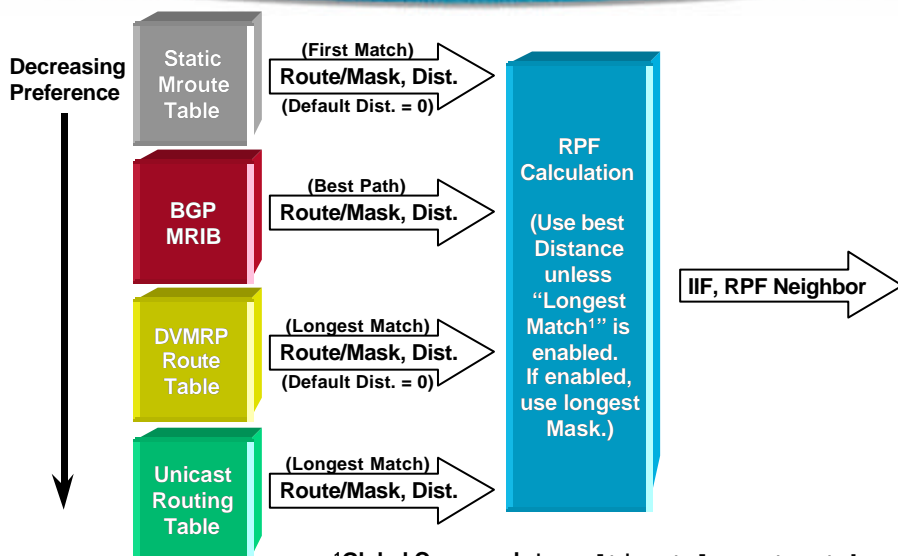 Decreasing
Preference
Static
Mroute
Table
(First Match)
Route/Mask, Dist.
(Default Dist. = 0)
BGP
MRIB
(Best Path)
Route/Mask, Dist.
DVMRP
Route
Table
(Longest Match)
Route/Mask, Dist.
(Default Dist. = 0)
Unicast
Routing
Table
(Longest Match)
Route/Mask, Dist.
RPF
Calculation
(Use best
Distance
unless
“Longest
Match¹” is
enabled.
If enabled,
use longest
Mask.)
IIF, RPF Neighbor